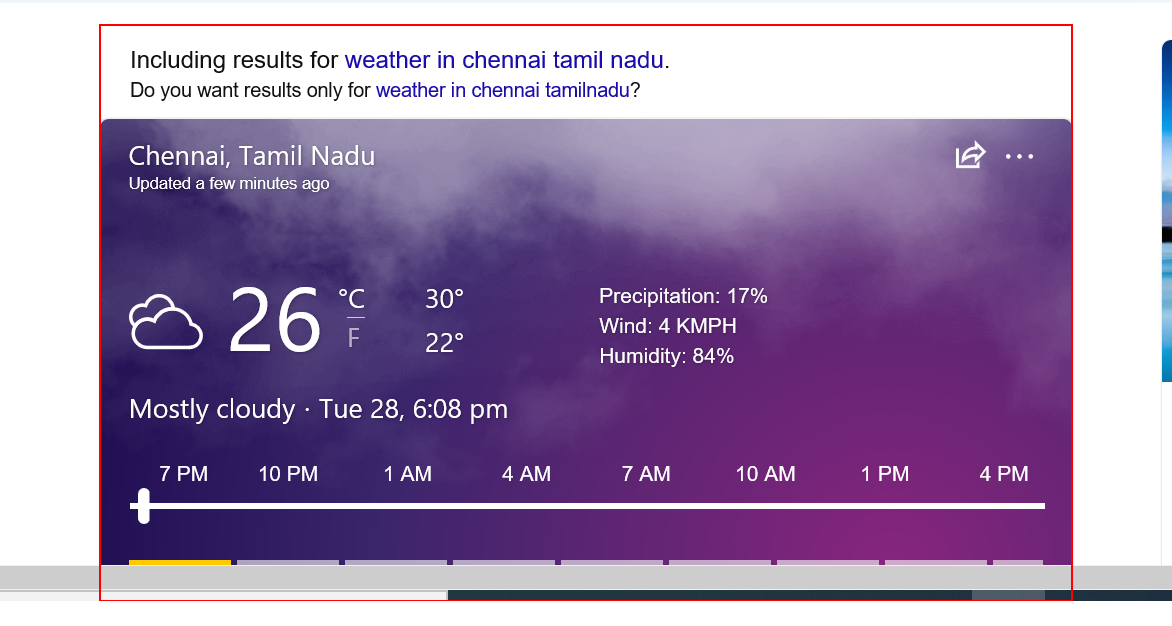 Including results for weather in chennai tamil nadu.
Do you want results only for weather in chennai tamilnadu?
Chennai, Tamil Nadu
Updated a few minutes ago
26 °C 30°
F 22°
Precipitation: 17%
Wind: 4 KMPH
Humidity: 84%
Mostly cloudy · Tue 28, 6:08 pm
7 PM 10 PM 1 AM 4 AM 7 AM 10 AM 1 PM 4 PM